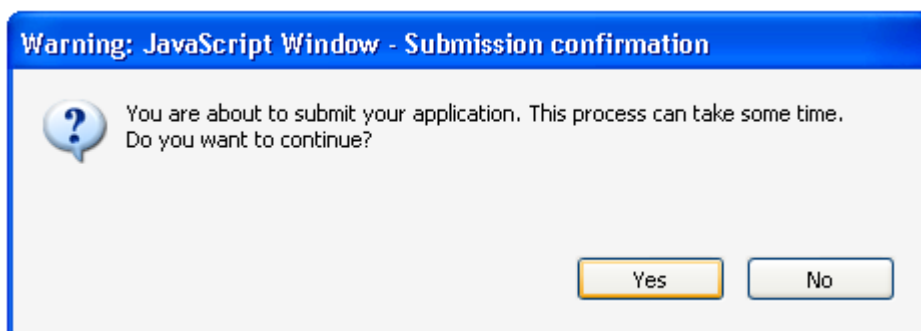 Warning: JavaScript Window - Submission confirmation
You are about to submit your application. This process can take some time.
Do you want to continue?
Yes No